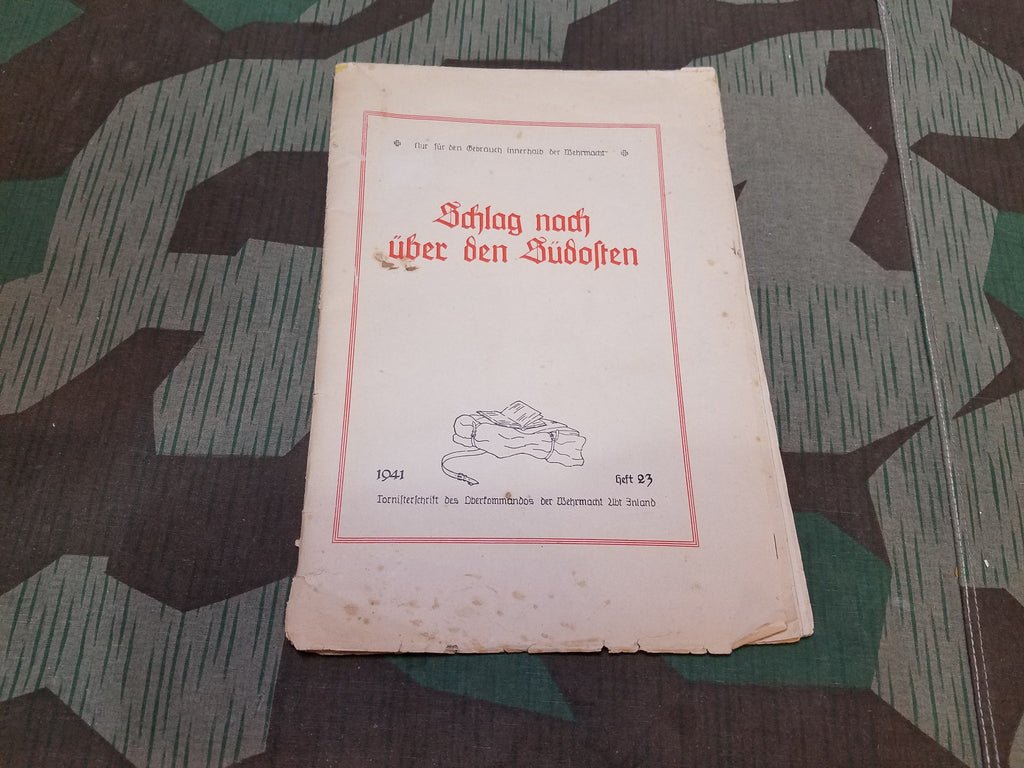 Nur für den Gebrauch innerhalb der Wehrmacht
Schlag nach
über den Südoſten
1941
Heft 23
Torniſterſchrift des Oberkommandos der Wehrmacht Abt Inland